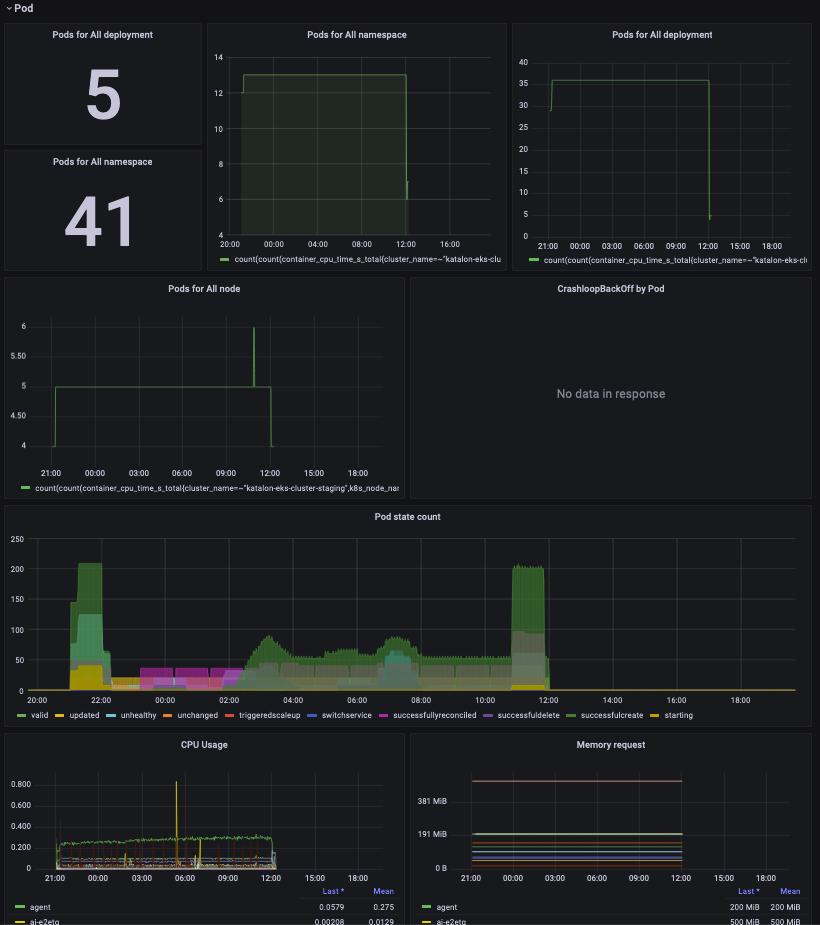 Pod
Pods for All deployment
5
Pods for All namespace
41
Pods for All namespace
14
12
10
8
6
4
20:00 00:00 04:00 08:00 12:00 16:00
count(count(container_cpu_time_s_total{cluster_name=~"katalon-eks-clu
Pods for All deployment
40
35
30
25
20
15
10
5
0
21:00 00:00 03:00 06:00 09:00 12:00 15:00 18:00
count(count(container_cpu_time_s_total{cluster_name=~"katalon-eks-cl
Pods for All node
6
5.50
5
4.50
4
21:00 00:00 03:00 06:00 09:00 12:00 15:00 18:00
count(count(container_cpu_time_s_total{cluster_name=~"katalon-eks-cluster-staging",k8s_node_nar
CrashloopBackOff by Pod
No data in response
Pod state count
250
200
150
100
50
0
20:00 22:00 00:00 02:00 04:00 06:00 08:00 10:00 12:00 14:00 16:00 18:00
valid updated unhealthy unchanged triggeredscaleup switchservice successfullyreconciled successfuldelete successfulcreate starting
CPU Usage
0.800
0.600
0.400
0.200
0
21:00 00:00 03:00 06:00 09:00 12:00 15:00 18:00
Last * Mean
agent 0.0579 0.275
ai-e2etg 0.00208 0.0129
Memory request
381 MiB
191 MiB
0 B
21:00 00:00 03:00 06:00 09:00 12:00 15:00 18:00
Last * Mean
agent 200 MiB 200 MiB
ai-e2etg 500 MiB 500 MiB